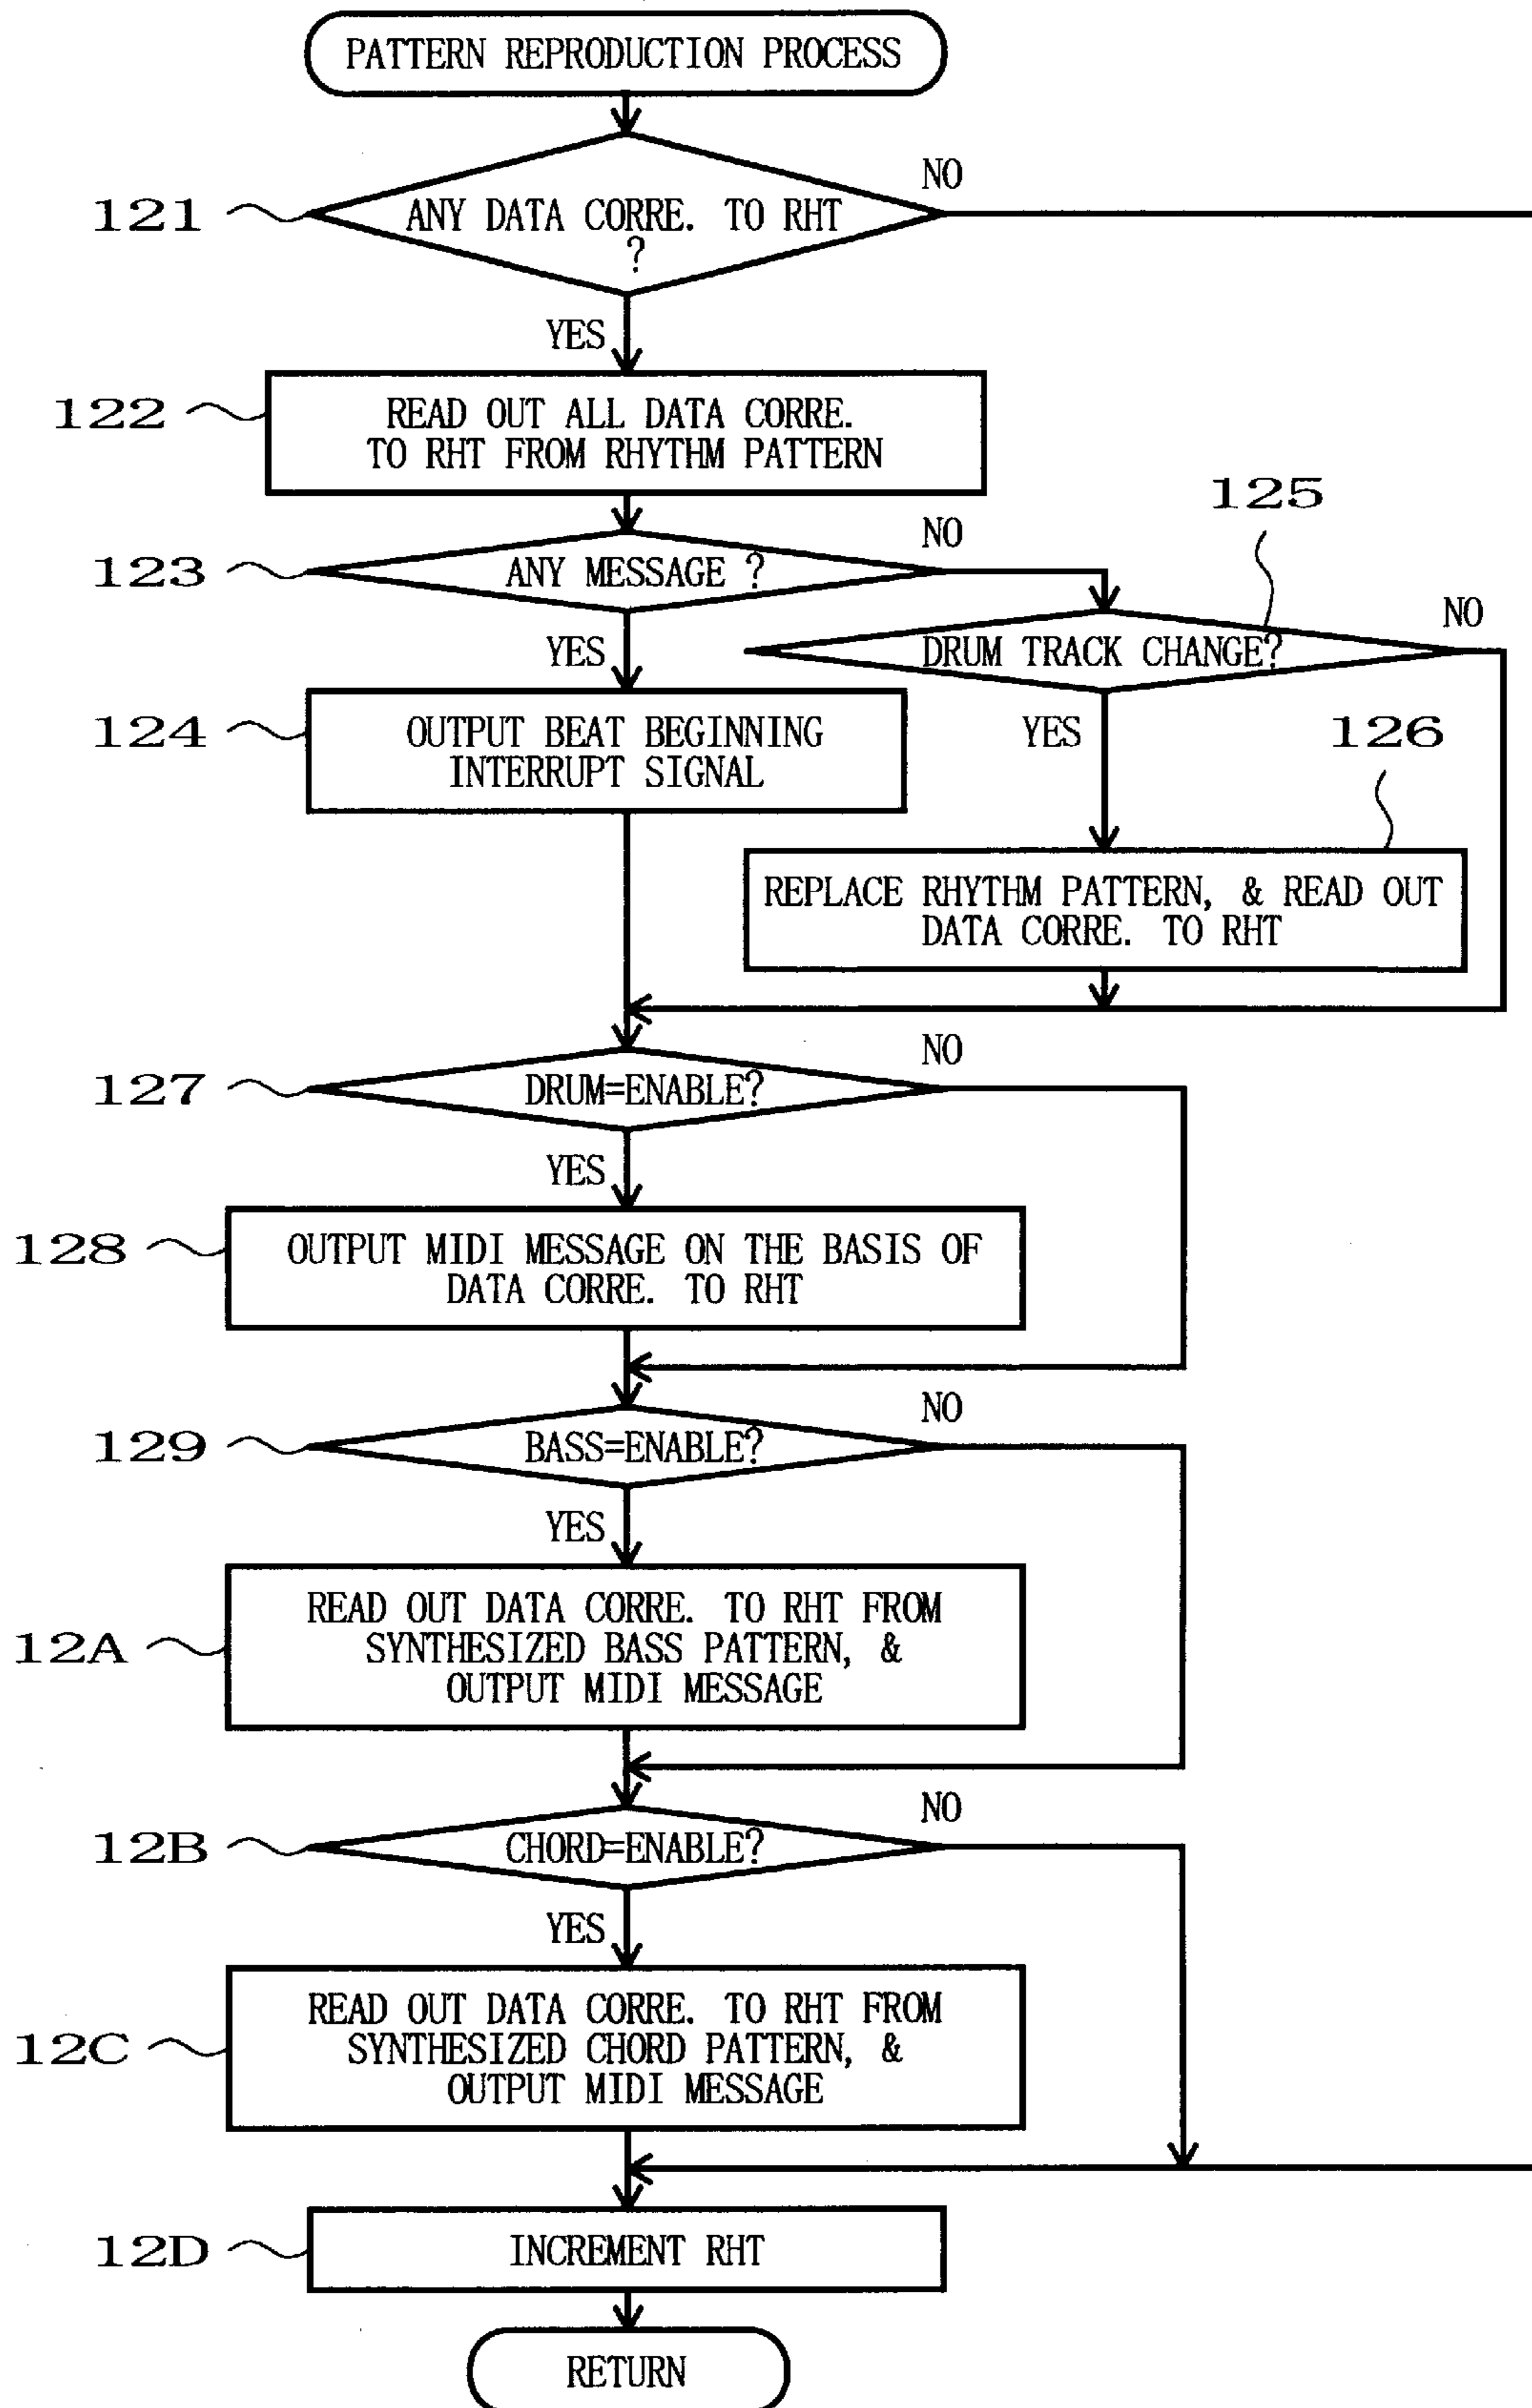 PATTERN REPRODUCTION PROCESS
NO
121
ANY DATA CORRE. TO RHT
?
YES
122
READ OUT ALL DATA CORRE.
TO RHT FROM RHYTHM PATTERN
125
NO
123
ANY MESSAGE ?
NO
YES
DRUM TRACK CHANGE?
124
OUTPUT BEAT BEGINNING
INTERRUPT SIGNAL
YES
126
REPLACE RHYTHM PATTERN, & READ OUT
DATA CORRE. TO RHT
NO
127
DRUM=ENABLE?
YES
128
OUTPUT MIDI MESSAGE ON THE BASIS OF
DATA CORRE. TO RHT
NO
129
BASS=ENABLE?
YES
12A
READ OUT DATA CORRE. TO RHT FROM
SYNTHESIZED BASS PATTERN, &
OUTPUT MIDI MESSAGE
NO
12B
CHORD=ENABLE?
YES
12C
READ OUT DATA CORRE. TO RHT FROM
SYNTHESIZED CHORD PATTERN, &
OUTPUT MIDI MESSAGE
12D
INCREMENT RHT
RETURN